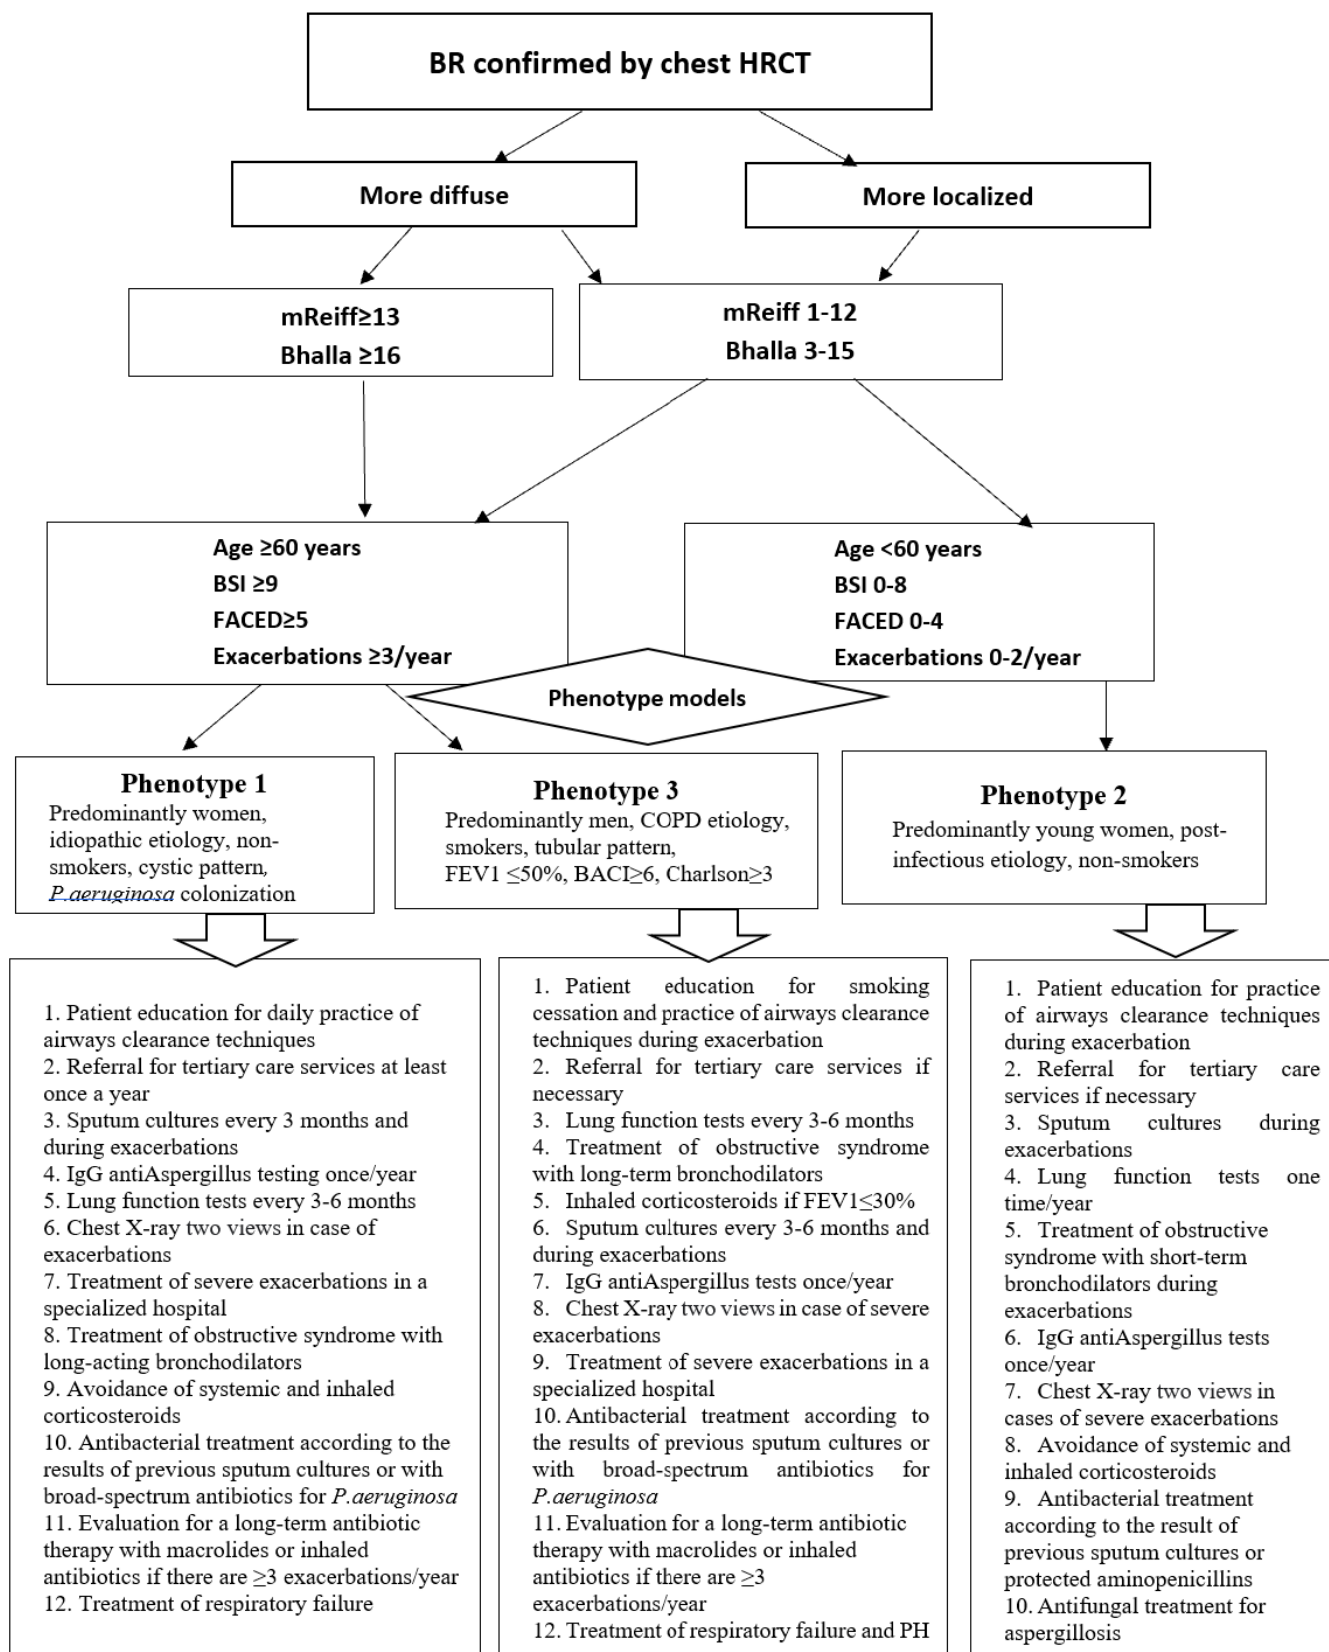 BR confirmed by chest HRCT
More diffuse
More localized
mReiff≥13
Bhalla ≥16
mReiff 1-12
Bhalla 3-15
Age ≥60 years
BSI ≥9
FACED≥5
Exacerbations ≥3/year
Age <60 years
BSI 0-8
FACED 0-4
Exacerbations 0-2/year
Phenotype models
Phenotype 1
Predominantly women,
idiopathic etiology, non-
smokers, cystic pattern,
P.aeruginosa colonization
Phenotype 3
Predominantly men, COPD etiology,
smokers, tubular pattern,
FEV1 ≤50%, BACI≥6, Charlson≥3
Phenotype 2
Predominantly young women, post-
infectious etiology, non-smokers
1. Patient education for daily practice of
airways clearance techniques
2. Referral for tertiary care services at least
once a year
3. Sputum cultures every 3 months and
during exacerbations
4. IgG antiAspergillus testing once/year
5. Lung function tests every 3-6 months
6. Chest X-ray two views in case of
exacerbations
7. Treatment of severe exacerbations in a
specialized hospital
8. Treatment of obstructive syndrome with
long-acting bronchodilators
9. Avoidance of systemic and inhaled
corticosteroids
10. Antibacterial treatment according to the
results of previous sputum cultures or with
broad-spectrum antibiotics for P.aeruginosa
11. Evaluation for a long-term antibiotic
therapy with macrolides or inhaled
antibiotics if there are ≥3 exacerbations/year
12. Treatment of respiratory failure
1. Patient education for smoking
cessation and practice of airways clearance
techniques during exacerbation
2. Referral for tertiary care services if
necessary
3. Lung function tests every 3-6 months
4. Treatment of obstructive syndrome
with long-term bronchodilators
5. Inhaled corticosteroids if FEV1≤30%
6. Sputum cultures every 3-6 months and
during exacerbations
7. IgG antiAspergillus tests once/year
8. Chest X-ray two views in case of severe
exacerbations
9. Treatment of severe exacerbations in a
specialized hospital
10. Antibacterial treatment according to
the results of previous sputum cultures or
with broad-spectrum antibiotics for
P.aeruginosa
11. Evaluation for a long-term antibiotic
therapy with macrolides or inhaled
antibiotics if there are ≥3
exacerbations/year
12. Treatment of respiratory failure and PH
1. Patient education for practice
of airways clearance techniques
during exacerbation
2. Referral for tertiary care
services if necessary
3. Sputum cultures during
exacerbations
4. Lung function tests one
time/year
5. Treatment of obstructive
syndrome with short-term
bronchodilators during
exacerbations
6. IgG antiAspergillus tests
once/year
7. Chest X-ray two views in
cases of severe exacerbations
8. Avoidance of systemic and
inhaled corticosteroids
9. Antibacterial treatment
according to the result of
previous sputum cultures or
protected aminopenicillins
10. Antifungal treatment for
aspergillosis